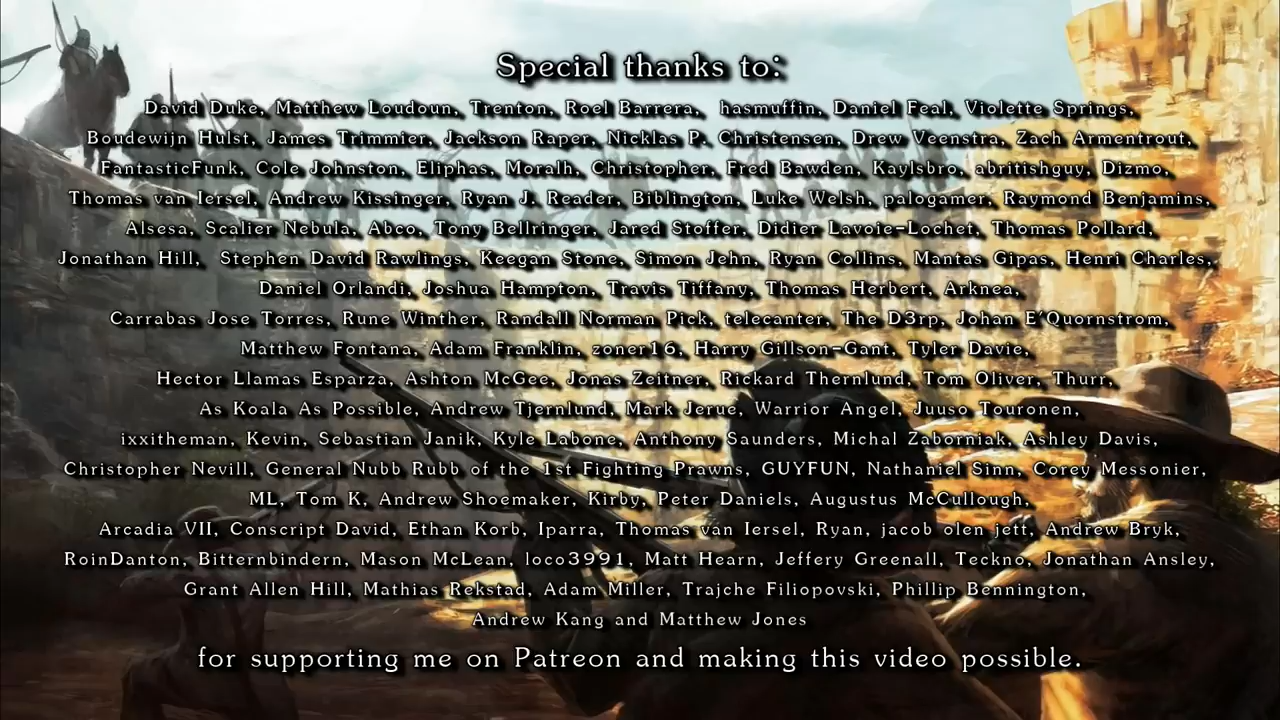 Special thanks to:
David Duke, Matthew Loudoun, Trenton, Roel Barrera, hasmuffin, Daniel Feal, Violette Springs,
Boudewijn Hulst, James Trimmier, Jackson Raper, Nicklas P. Christensen, Drew Veenstra, Zach Armentrout,
FantasticFunk, Cole Johnston, Eliphas, Moralh, Christopher, Fred Bawden, Kaylsbro, abritishguy, Dizmo,
Thomas van Iersel, Andrew Kissinger, Ryan J. Reader, Biblington, Luke Welsh, palogamer, Raymond Benjamins,
Alsesa, Scalier Nebula, Abco, Tony Bellringer, Jared Stoffer, Didier Lavoie-Lochet, Thomas Pollard,
Jonathan Hill, Stephen David Rawlings, Keegan Stone, Simon Jehn, Ryan Collins, Mantas Gipas, Henri Charles,
Daniel Orlandi, Joshua Hampton, Travis Tiffany, Thomas Herbert, Arknea,
Carrabas Jose Torres, Rune Winther, Randall Norman Pick, telecanter, The D3rp, Johan E'Quornstrom,
Matthew Fontana, Adam Franklin, zoner16, Harry Gillson-Gant, Tyler Davie,
Hector Llamas Esparza, Ashton McGee, Jonas Zeitner, Rickard Thernlund, Tom Oliver, Thurr,
As Koala As Possible, Andrew Tjernlund, Mark Jerue, Warrior Angel, Juuso Touronen,
ixxitheman, Kevin, Sebastian Janik, Kyle Labone, Anthony Saunders, Michal Zaborniak, Ashley Davis,
Christopher Nevill, General Nubb Rubb of the 1st Fighting Prawns, GUYFUN, Nathaniel Sinn, Corey Messonier,
ML, Tom K, Andrew Shoemaker, Kirby, Peter Daniels, Augustus McCullough,
Arcadia VII, Conscript David, Ethan Korb, Iparra, Thomas van Iersel, Ryan, jacob olen jett, Andrew Bryk,
RoinDanton, Bitternbindern, Mason McLean, loco3991, Matt Hearn, Jeffery Greenall, Teckno, Jonathan Ansley,
Grant Allen Hill, Mathias Rekstad, Adam Miller, Trajche Filiopovski, Phillip Bennington,
Andrew Kang and Matthew Jones
for supporting me on Patreon and making this video possible.